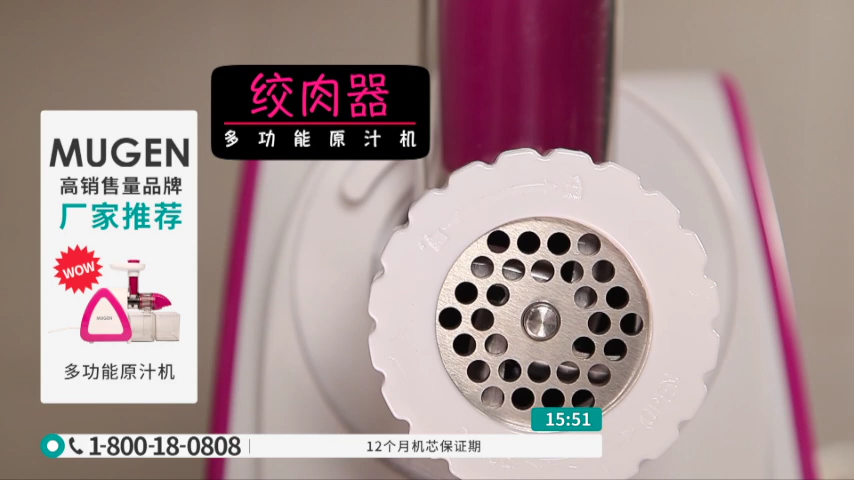 绞肉器
多功能原汁机
MUGEN
高销售量品牌
厂家推荐
WOW
MUGEN
多功能原汁机
OPEN
15:51
1-800-18-0808
12个月机芯保证期